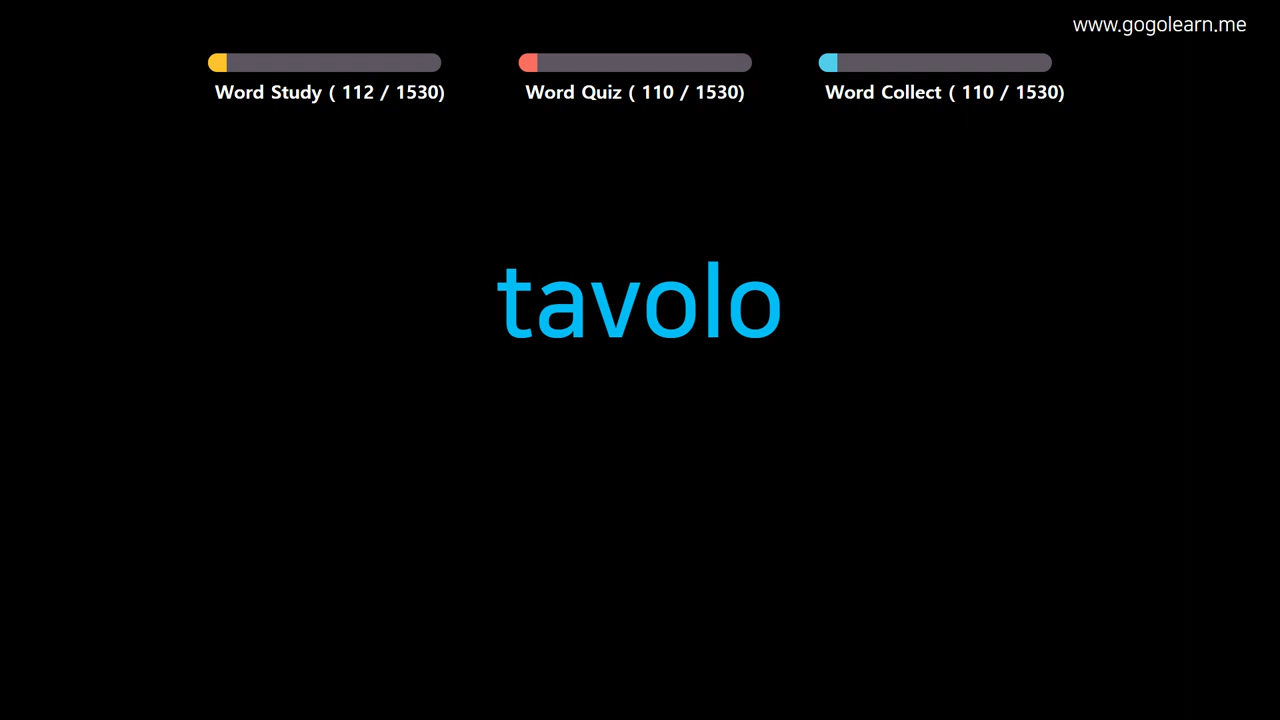 www.gogolearn.me
Word Study ( 112 / 1530)
Word Quiz ( 110 / 1530)
Word Collect ( 110 / 1530)
tavolo